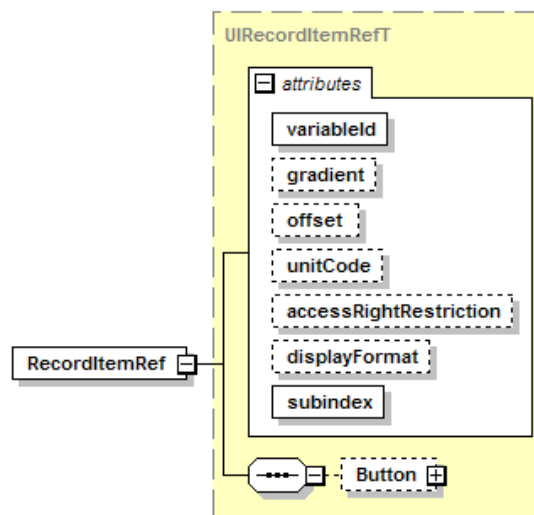 UIRecordItemRefT
attributes
variableId
gradient
offset
unitCode
accessRightRestriction
displayFormat
RecordItemRef
subindex
Button